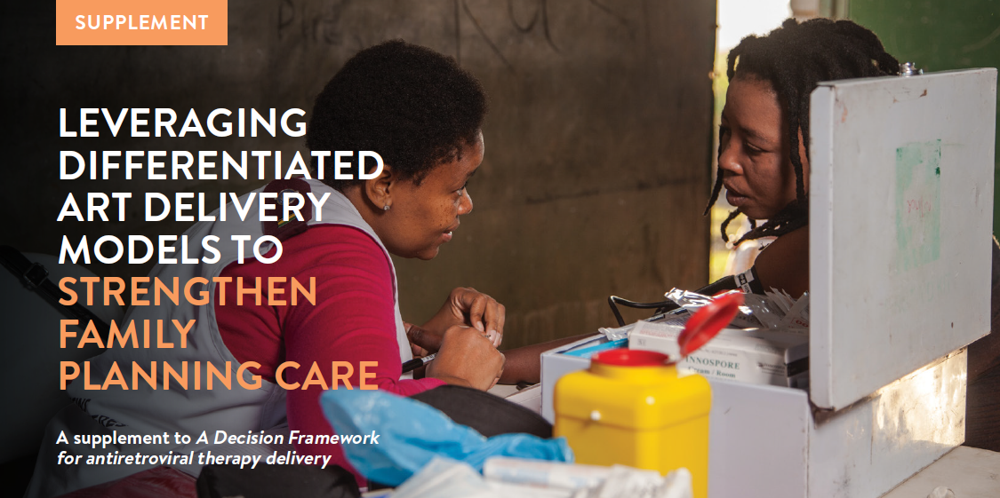 SUPPLEMENT
LEVERAGING
DIFFERENTIATED
ART DELIVERY
MODELS TO
STRENGTHEN
FAMILY
PLANNING CARE
A supplement to A Decision Framework
for antiretroviral therapy delivery
INNOSPORE